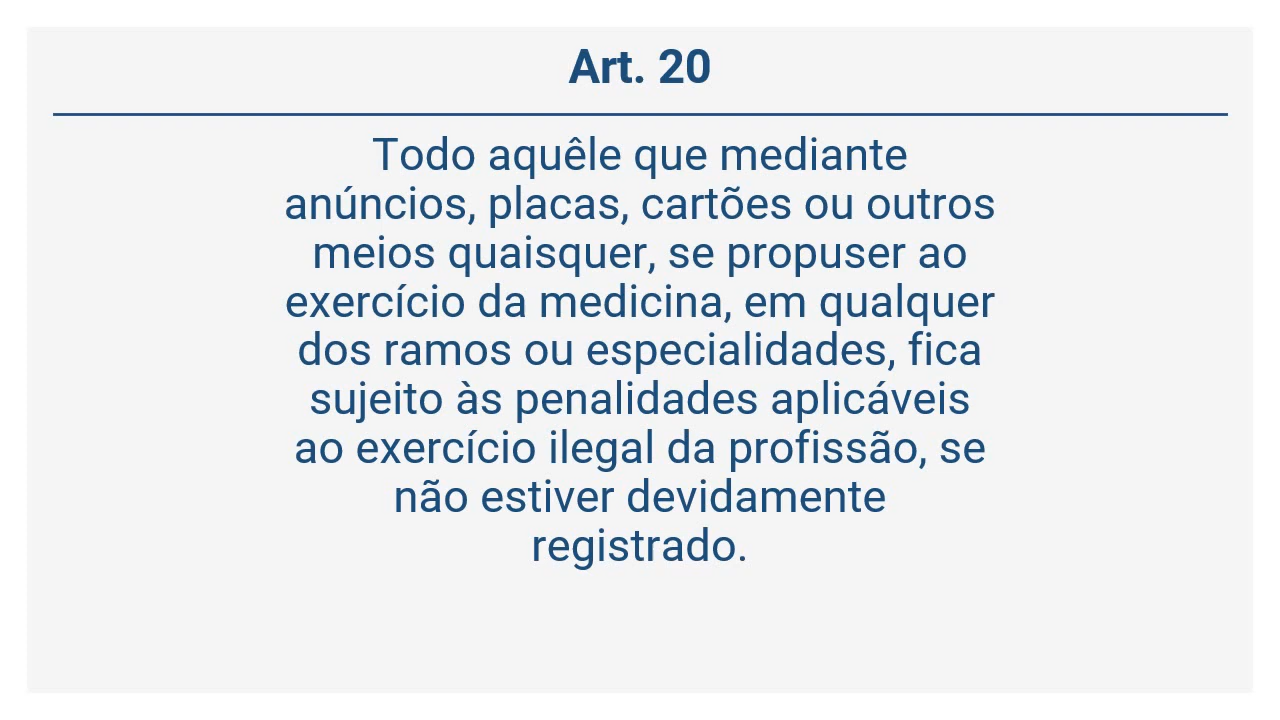 Art. 20
Todo aquêle que mediante
anúncios, placas, cartões ou outros
meios quaisquer, se propuser ao
exercício da medicina, em qualquer
dos ramos ou especialidades, fica
sujeito às penalidades aplicáveis
ao exercício ilegal da profissão, se
não estiver devidamente
registrado.